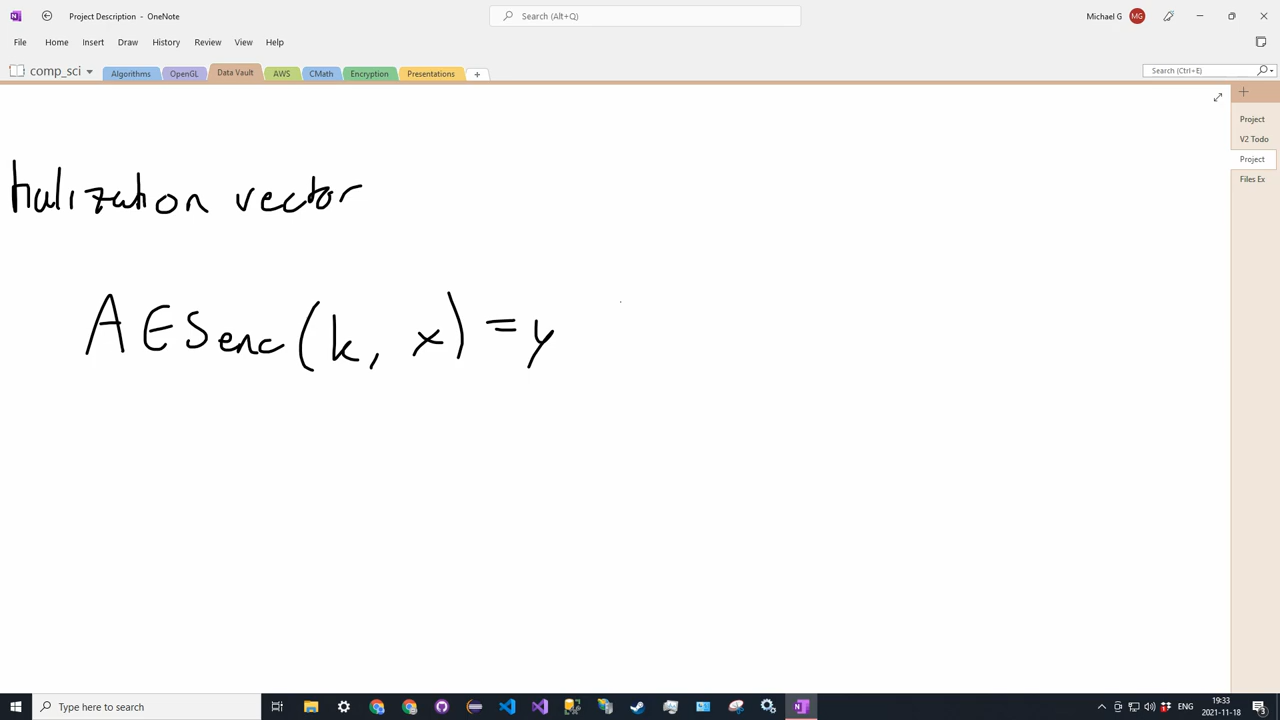 Project Description - OneNote
Search (Alt+Q)
Michael G
MG
File Home Insert Draw History Review View Help
comp_sci
Algorithms OpenGL Data Vault AWS CMath Encryption Presentations +
Search (Ctrl+E)
Project
V2 Todo
Project
Files Ex
tialization vector
AESenc(k, x) = y
Type here to search
ENG
19:33
2021-11-18